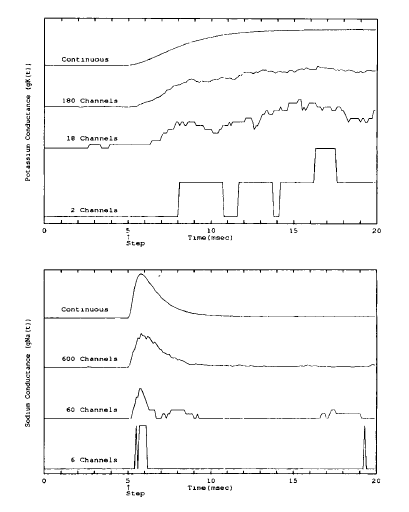 Potassium Conductance (gK(t))
Continuous
180 Channels
18 Channels
2 Channels
0
5
10
15
20
↑
Step
Time(msec)
Sodium Conductance (gNa(t))
Continuous
600 Channels
60 Channels
6 Channels
0
5
10
15
20
↑
Step
Time(msec)